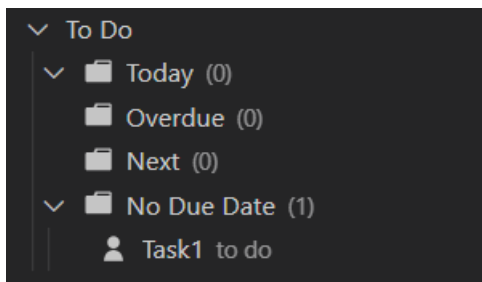 To Do
Today (0)
Overdue (0)
Next (0)
No Due Date (1)
Task1 to do